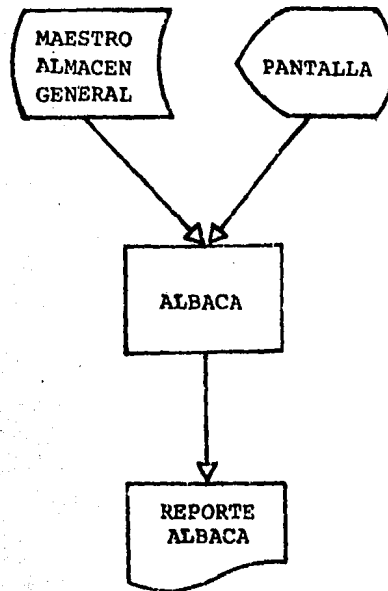 MAESTRO
ALMACEN
GENERAL
PANTALLA
ALBACA
REPORTE
ALBACA